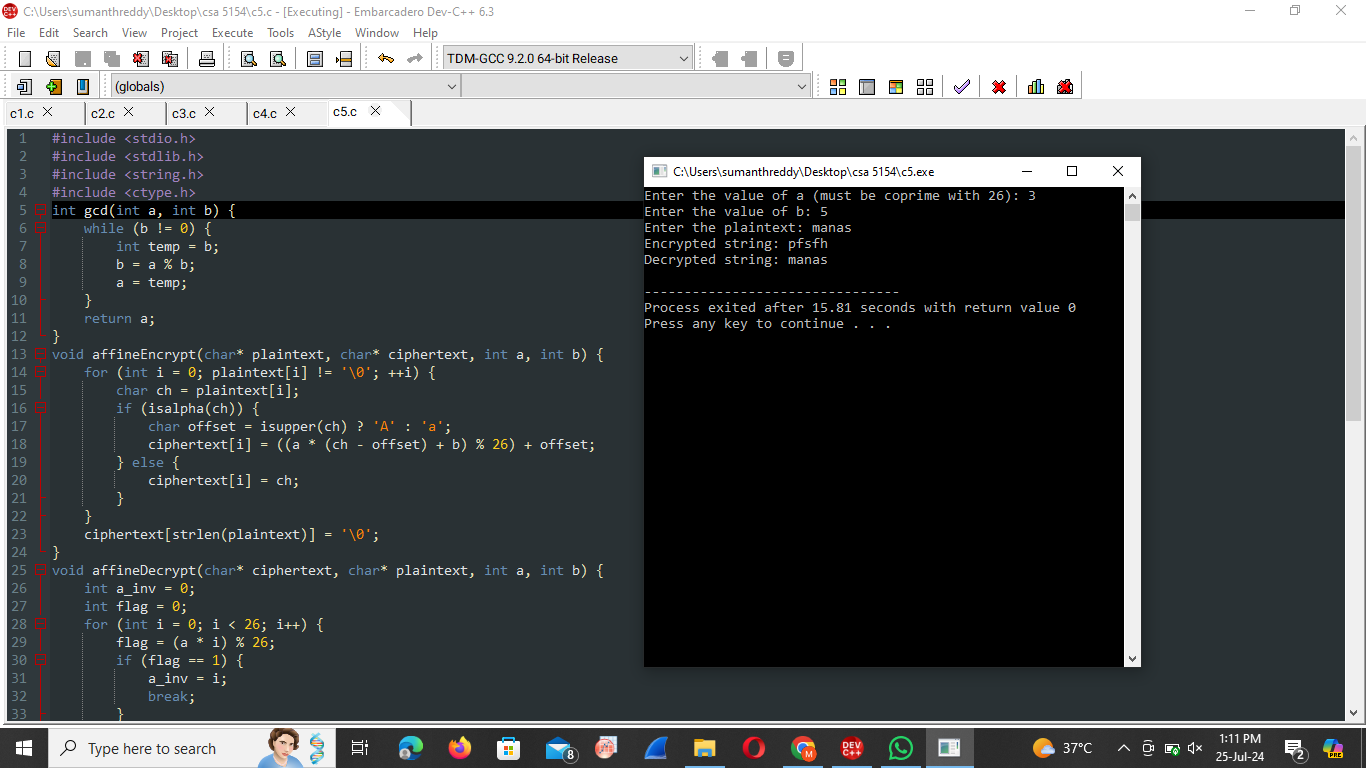 C:\Users\sumanthreddy\Desktop\csa 5154\c5.c - [Executing] - Embarcadero Dev-C++ 6.3
File Edit Search View Project Execute Tools AStyle Window Help
TDM-GCC 9.2.0 64-bit Release
(globals)
c1.c c2.c c3.c c4.c c5.c
1 #include <stdio.h>
2 #include <stdlib.h>
3 #include <string.h>
4 #include <ctype.h>
5 int gcd(int a, int b) {
6 while (b != 0) {
7 int temp = b;
8 b = a % b;
9 a = temp;
10 }
11 return a;
12 }
13 void affineEncrypt(char* plaintext, char* ciphertext, int a, int b) {
14 for (int i = 0; plaintext[i] != '\0'; ++i) {
15 char ch = plaintext[i];
16 if (isalpha(ch)) {
17 char offset = isupper(ch) ? 'A' : 'a';
18 ciphertext[i] = ((a * (ch - offset) + b) % 26) + offset;
19 } else {
20 ciphertext[i] = ch;
21 }
22 }
23 ciphertext[strlen(plaintext)] = '\0';
24 }
25 void affineDecrypt(char* ciphertext, char* plaintext, int a, int b) {
26 int a_inv = 0;
27 int flag = 0;
28 for (int i = 0; i < 26; i++) {
29 flag = (a * i) % 26;
30 if (flag == 1) {
31 a_inv = i;
32 break;
33 }
C:\Users\sumanthreddy\Desktop\csa 5154\c5.exe
Enter the value of a (must be coprime with 26): 3
Enter the value of b: 5
Enter the plaintext: manas
Encrypted string: pfsfh
Decrypted string: manas
--------------------------------
Process exited after 15.81 seconds with return value 0
Press any key to continue . . .
Type here to search
8
M
DEV C++
37°C
1:11 PM
25-Jul-24
2
PRE